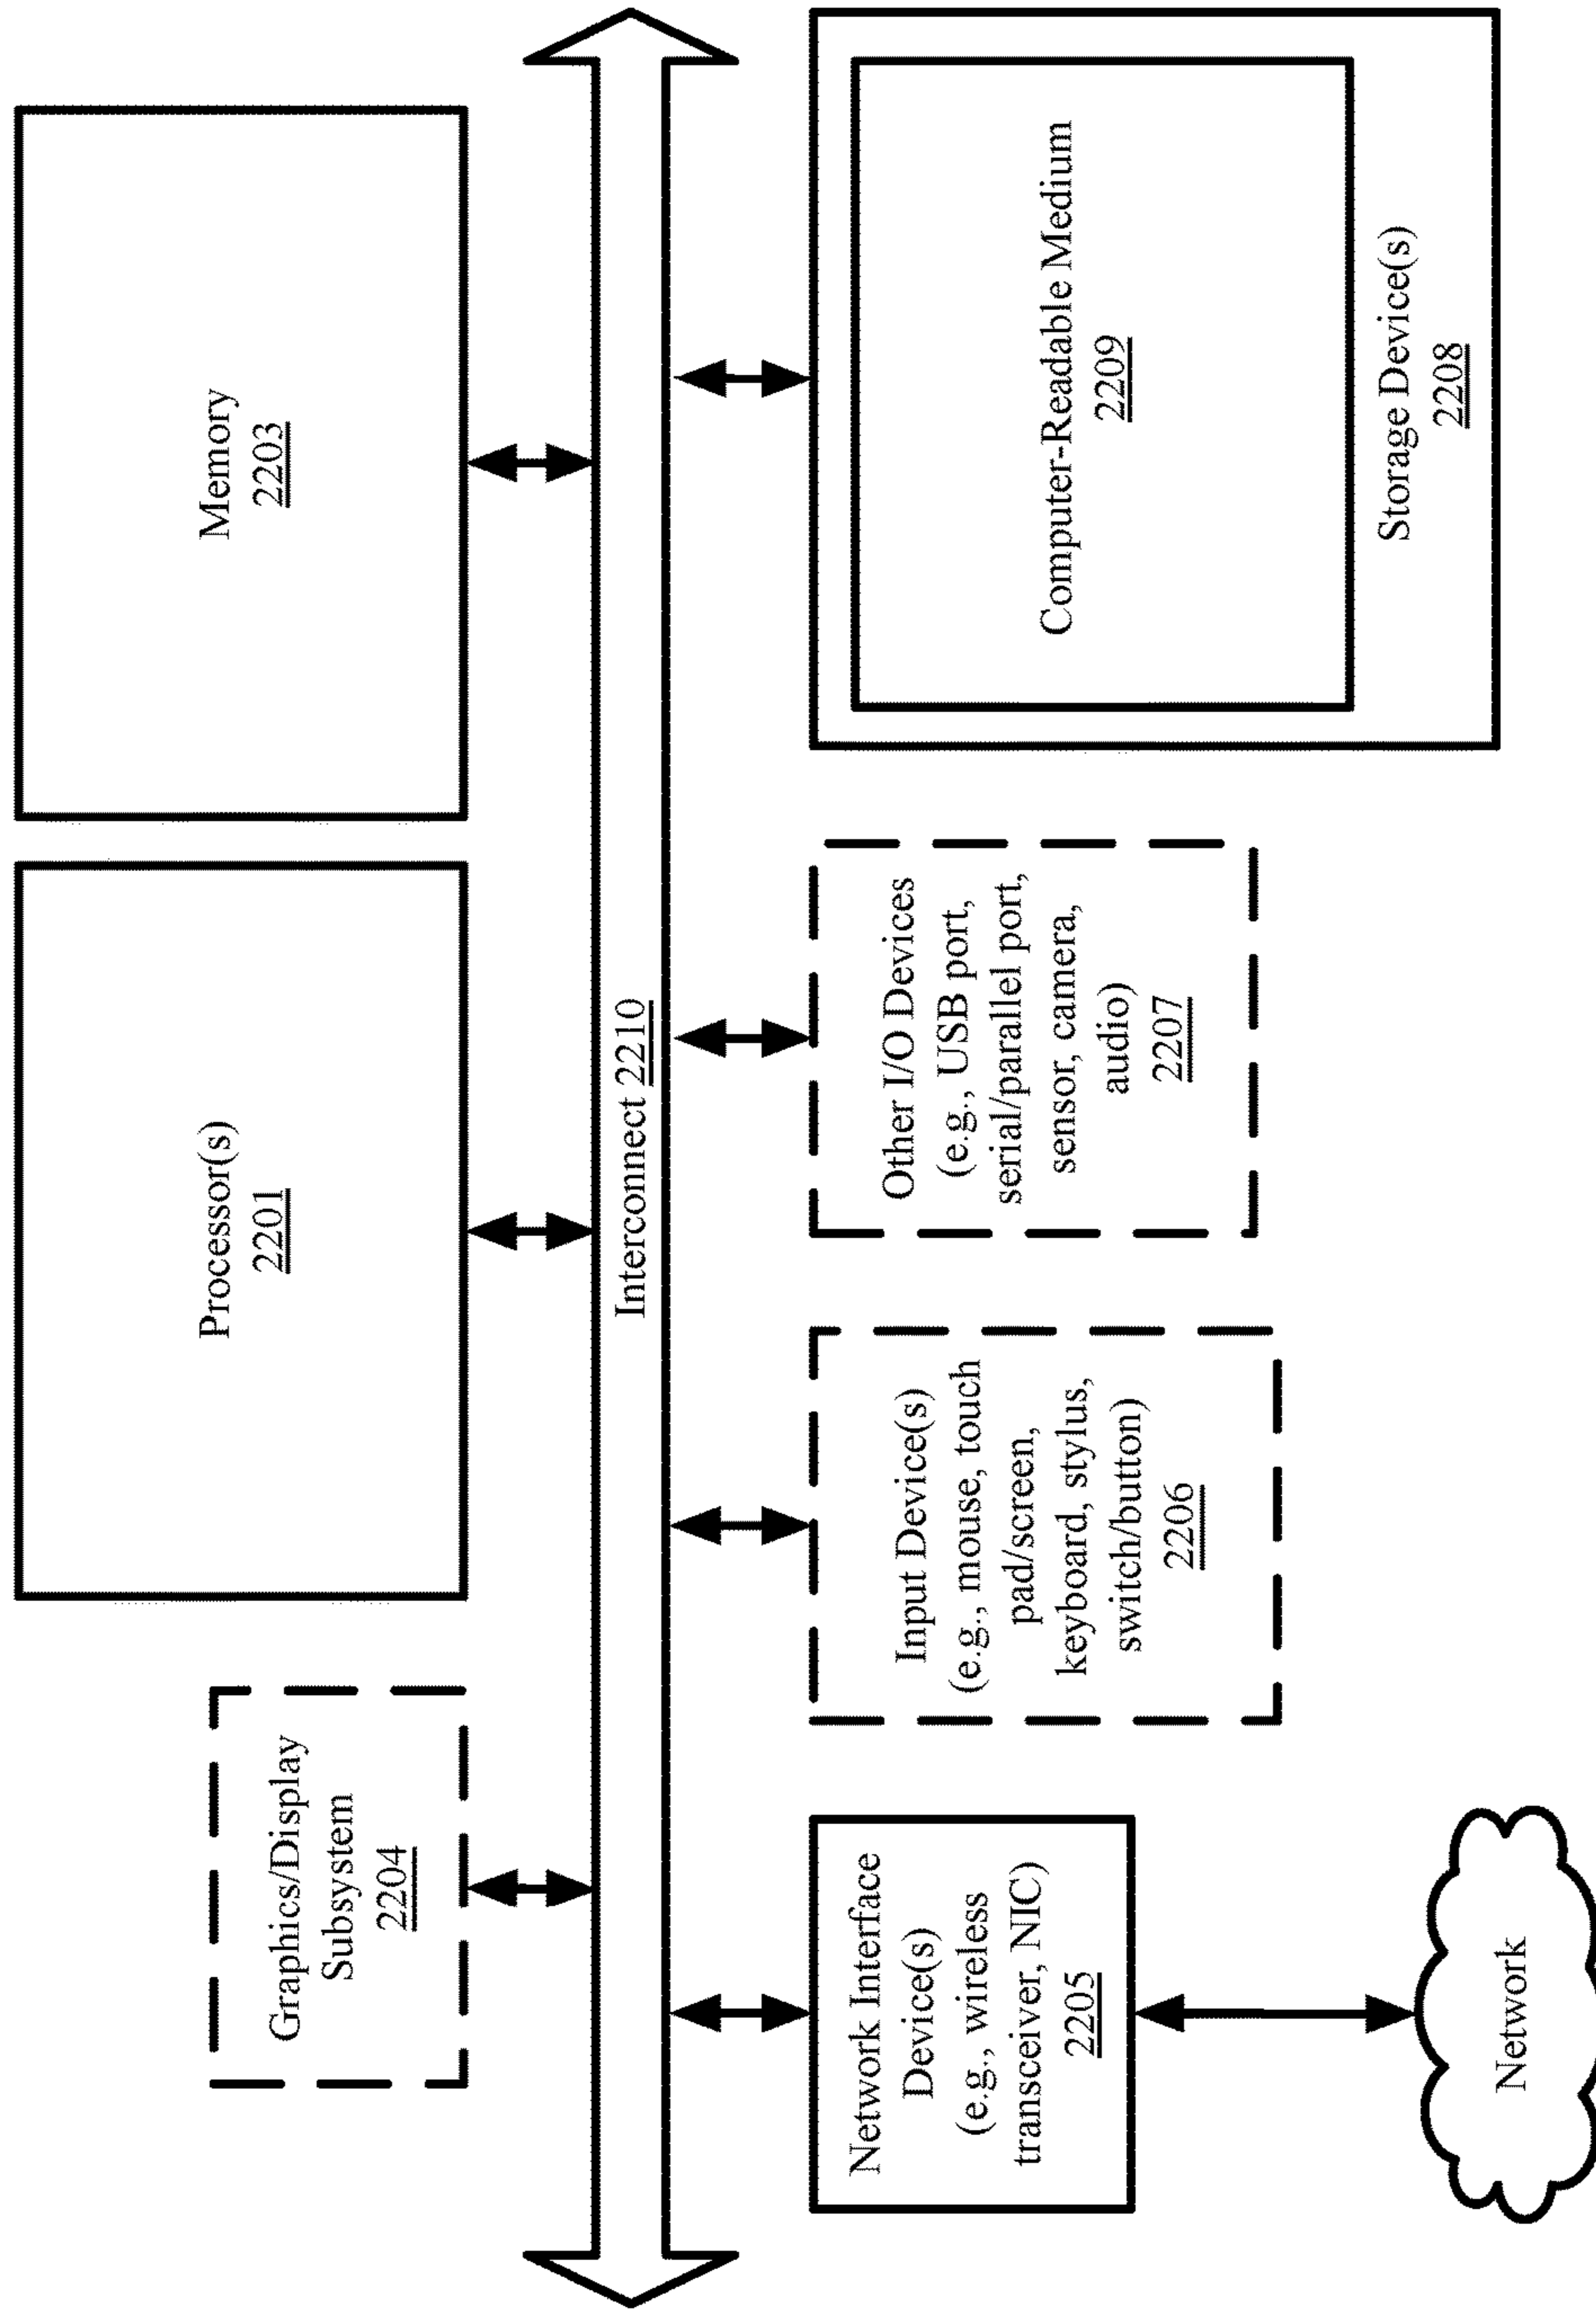 Graphics/Display
Subsystem
2204
Processor(s)
2201
Memory
2203
Interconnect 2210
Network Interface
Device(s)
(e.g., wireless
transceiver, NIC)
2205
Input Device(s)
(e.g., mouse, touch
pad/screen,
keyboard, stylus,
switch/button)
2206
Other I/O Devices
(e.g., USB port,
serial/parallel port,
sensor, camera,
audio)
2207
Computer-Readable Medium
2209
Storage Device(s)
2208
Network